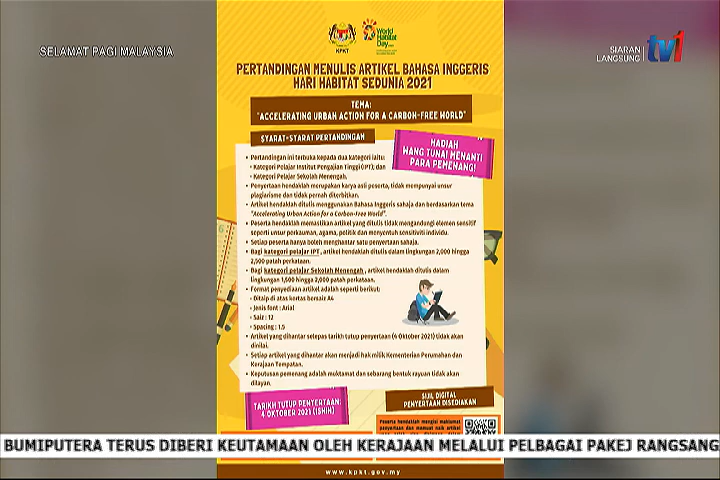 SELAMAT PAGI MALAYSIA
SIARAN
LANGSUNG
tv1
KPKT
World
Habitat
Day
PERTANDINGAN MENULIS ARTIKEL BAHASA INGGERIS
HARI HABITAT SEDUNIA 2021
TEMA:
"ACCELERATING URBAN ACTION FOR A CARBON-FREE WORLD"
SYARAT-SYARAT PERTANDINGAN
HADIAH
WANG TUNAI MENANTI
PARA PEMENANG!
• Pertandingan ini terbuka kepada dua kategori iaitu:
- Kategori Pelajar Institut Pengajian Tinggi (IPT); dan
- Kategori Pelajar Sekolah Menengah.
• Penyertaan hendaklah merupakan karya asli peserta, tidak mempunyai unsur
plagiarisme dan tidak pernah diterbitkan.
• Artikel hendaklah ditulis menggunakan Bahasa Inggeris sahaja dan berdasarkan tema
"Accelerating Urban Action for a Carbon-Free World".
• Peserta hendaklah memastikan artikel yang ditulis tidak mengandungi elemen sensitif
seperti unsur perkauman, agama, politik dan menyentuh sensitiviti individu.
• Setiap peserta hanya boleh menghantar satu penyertaan sahaja.
• Bagi kategori pelajar IPT, artikel hendaklah ditulis dalam lingkungan 2,000 hingga
2,500 patah perkataan.
• Bagi kategori pelajar Sekolah Menengah, artikel hendaklah ditulis dalam
lingkungan 1,500 hingga 2,000 patah perkataan.
• Format penyediaan artikel adalah seperti berikut:
- Ditaip di atas kertas bersaiz A4
- Jenis font : Arial
- Saiz : 12
- Spacing : 1.5
• Artikel yang dihantar selepas tarikh tutup penyertaan (4 Oktober 2021) tidak akan
dinilai.
• Setiap artikel yang dihantar akan menjadi hak milik Kementerian Perumahan dan
Kerajaan Tempatan.
• Keputusan pemenang adalah muktamad dan sebarang bentuk rayuan tidak akan
dilayan.
TARIKH TUTUP PENYERTAAN:
4 OKTOBER 2021 (ISNIN)
SIJIL DIGITAL
PENYERTAAN DISEDIAKAN
Peserta hendaklah mengisi maklumat
penyertaan dan memuat naik artikel
BUMIPUTERA TERUS DIBERI KEUTAMAAN OLEH KERAJAAN MELALUI PELBAGAI PAKEJ RANGSANG
www.kpkt.gov.my